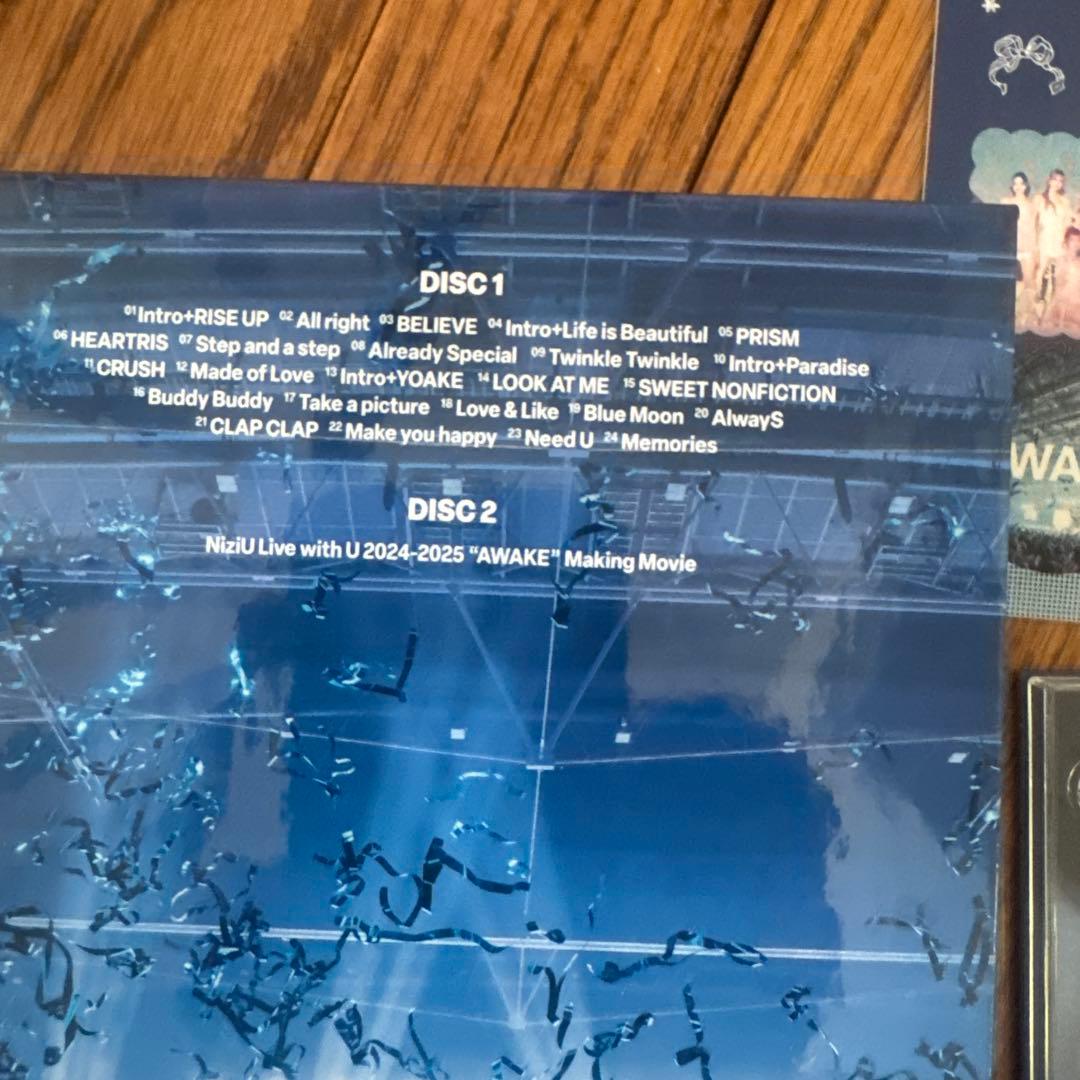 DISC 1
01 Intro+RISE UP 02 All right 03 BELIEVE 04 Intro+Life is Beautiful 05 PRISM
06 HEARTRIS 07 Step and a step 08 Already Special 09 Twinkle Twinkle 10 Intro+Paradise
11 CRUSH 12 Made of Love 13 Intro+YOAKE 14 LOOK AT ME 15 SWEET NONFICTION
16 Buddy Buddy 17 Take a picture 18 Love & Like 19 Blue Moon 20 AlwayS
21 CLAP CLAP 22 Make you happy 23 Need U 24 Memories
DISC 2
NiziU Live with U 2024-2025 “AWAKE” Making Movie
WA